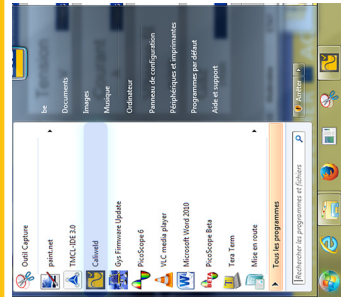 Outil Capture
paint.net
TMCL-IDE 3.0
Caliweld
Gys Firmware Update
PicoScope 6
VLC media player
Microsoft Word 2010
PicoScope Beta
Tera Term
Mise en route
Tous les programmes
Rechercher les programmes et fichiers
be
Documents
Images
Musique
Ordinateur
Panneau de configuration
Périphériques et imprimantes
Programmes par défaut
Aide et support
Arrêter